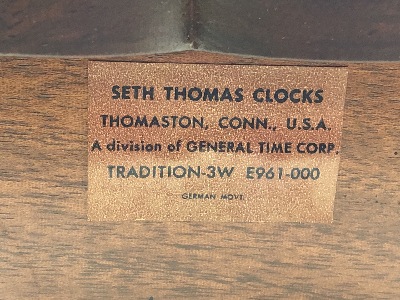 SETH THOMAS CLOCKS
THOMASTON, CONN., U.S.A.
A division of GENERAL TIME CORP.
TRADITION-3W E961-000
GERMAN MOVT.